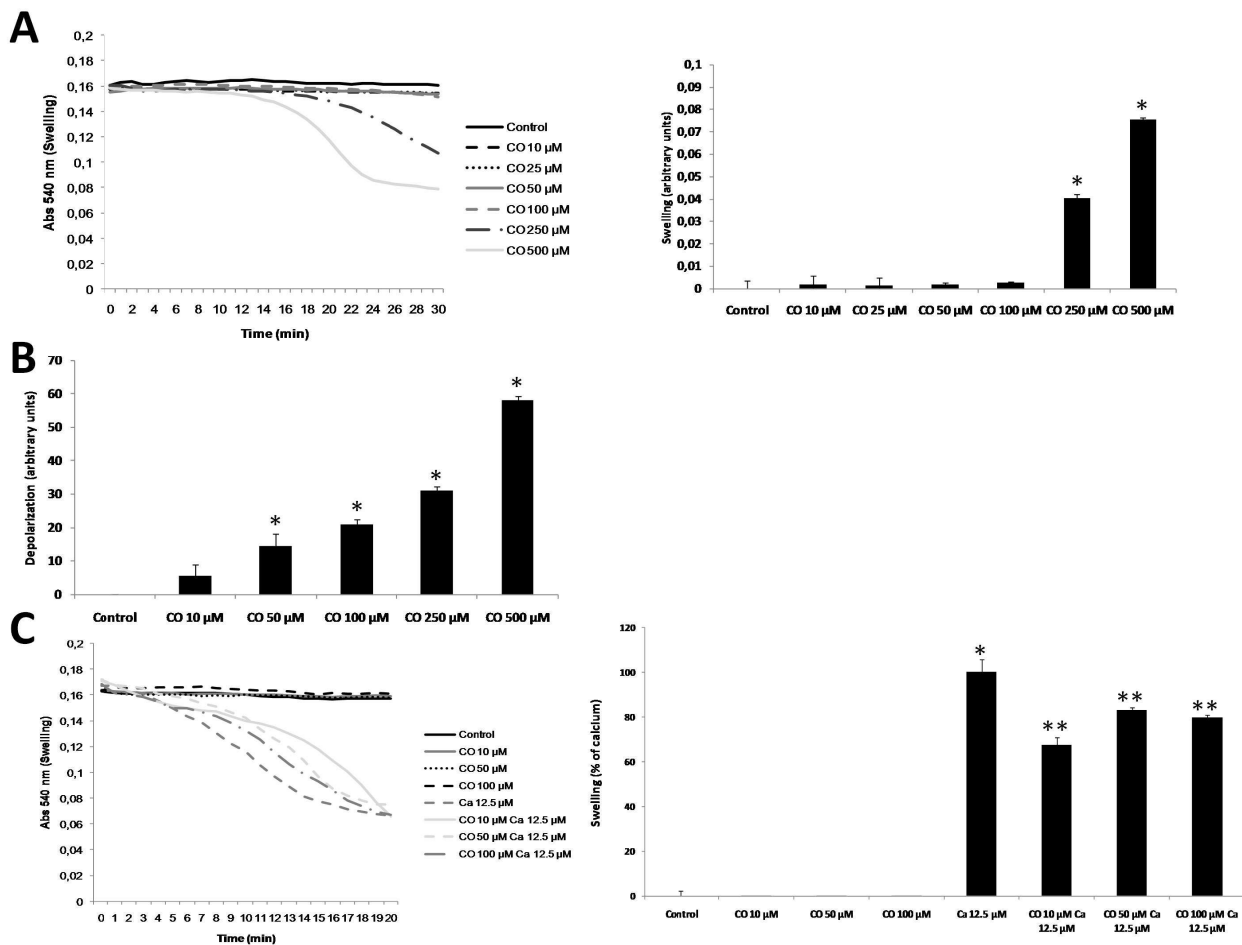 A
Abs 540 nm (Swelling)
0,2
0,18
0,16
0,14
0,12
0,1
0,08
0,06
0,04
0,02
0
0 2 4 6 8 10 12 14 16 18 20 22 24 26 28 30
Time (min)
Control
CO 10 µM
CO 25 µM
CO 50 µM
CO 100 µM
CO 250 µM
CO 500 µM
Swelling (arbitrary units)
0,1
0,09
0,08
0,07
0,06
0,05
0,04
0,03
0,02
0,01
0
* *
Control CO 10 µM CO 25 µM CO 50 µM CO 100 µM CO 250 µM CO 500 µM
B
Depolarization (arbitrary units)
70
60
50
40
30
20
10
0
* * * *
Control CO 10 µM CO 50 µM CO 100 µM CO 250 µM CO 500 µM
C
Abs 540 nm (Swelling)
0,2
0,18
0,16
0,14
0,12
0,1
0,08
0,06
0,04
0,02
0
0 1 2 3 4 5 6 7 8 9 10 11 12 13 14 15 16 17 18 19 20
Time (min)
Control
CO 10 µM
CO 50 µM
CO 100 µM
Ca 12.5 µM
CO 10 µM Ca 12.5 µM
CO 50 µM Ca 12.5 µM
CO 100 µM Ca 12.5 µM
Swelling (% of calcium)
120
100
80
60
40
20
0
* ** ** **
Control CO 10 µM CO 50 µM CO 100 µM Ca 12.5 µM CO 10 µM Ca CO 50 µM Ca CO 100 µM Ca
12.5 µM 12.5 µM 12.5 µM